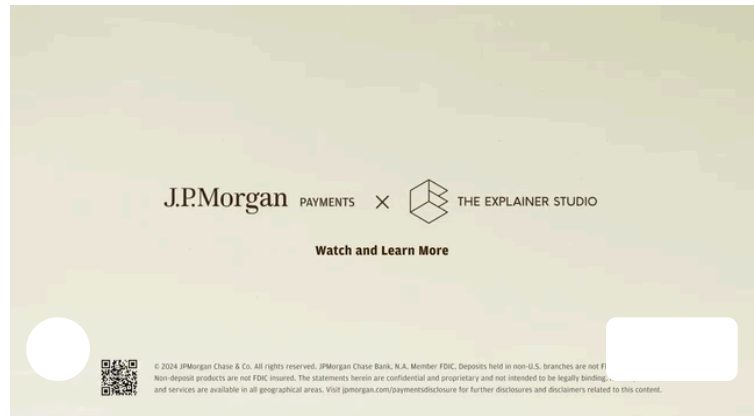 J.P.Morgan PAYMENTS × THE EXPLAINER STUDIO
Watch and Learn More
© 2024 JPMorgan Chase & Co. All rights reserved. JPMorgan Chase Bank, N.A. Member FDIC. Deposits held in non-U.S. branches are not
Non-deposit products are not FDIC insured. The statements herein are confidential and proprietary and not intended to be legally binding.
and services are available in all geographical areas. Visit jpmorgan.com/paymentsdisclosure for further disclosures and disclaimers related to this content.